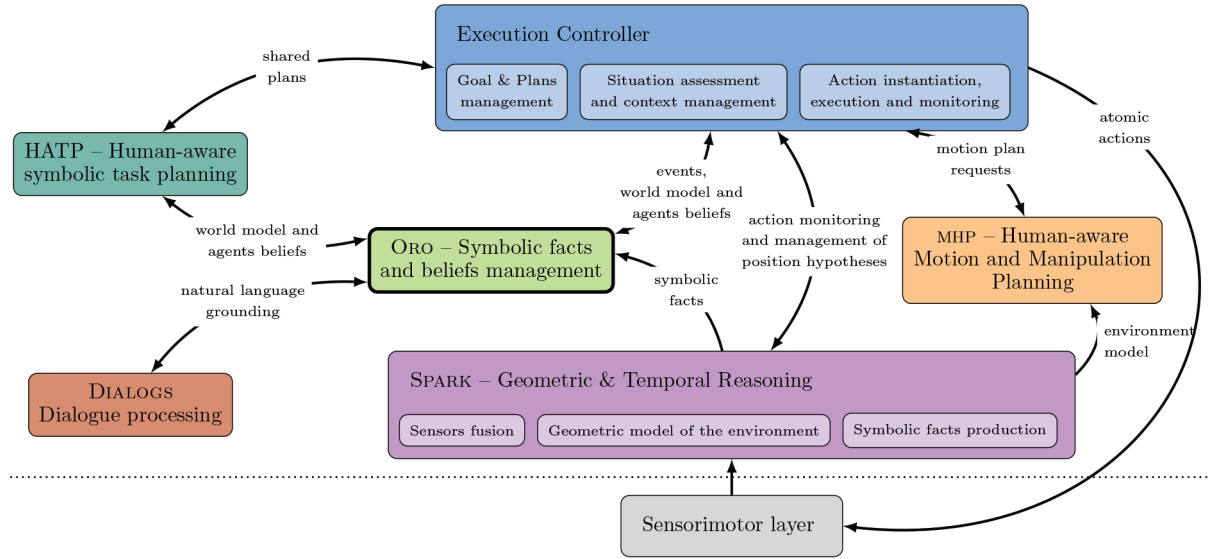 Execution Controller
Goal & Plans
management
Situation assessment
and context management
Action instantiation,
execution and monitoring
shared
plans
atomic
actions
HATP – Human-aware
symbolic task planning
events,
world model and
agents beliefs
motion plan
requests
world model and
agents beliefs
ORO – Symbolic facts
and beliefs management
action monitoring
and management of
position hypotheses
MHP – Human-aware
Motion and Manipulation
Planning
natural language
grounding
symbolic
facts
environment
model
DIALOGS
Dialogue processing
SPARK – Geometric & Temporal Reasoning
Sensors fusion
Geometric model of the environment
Symbolic facts production
Sensorimotor layer